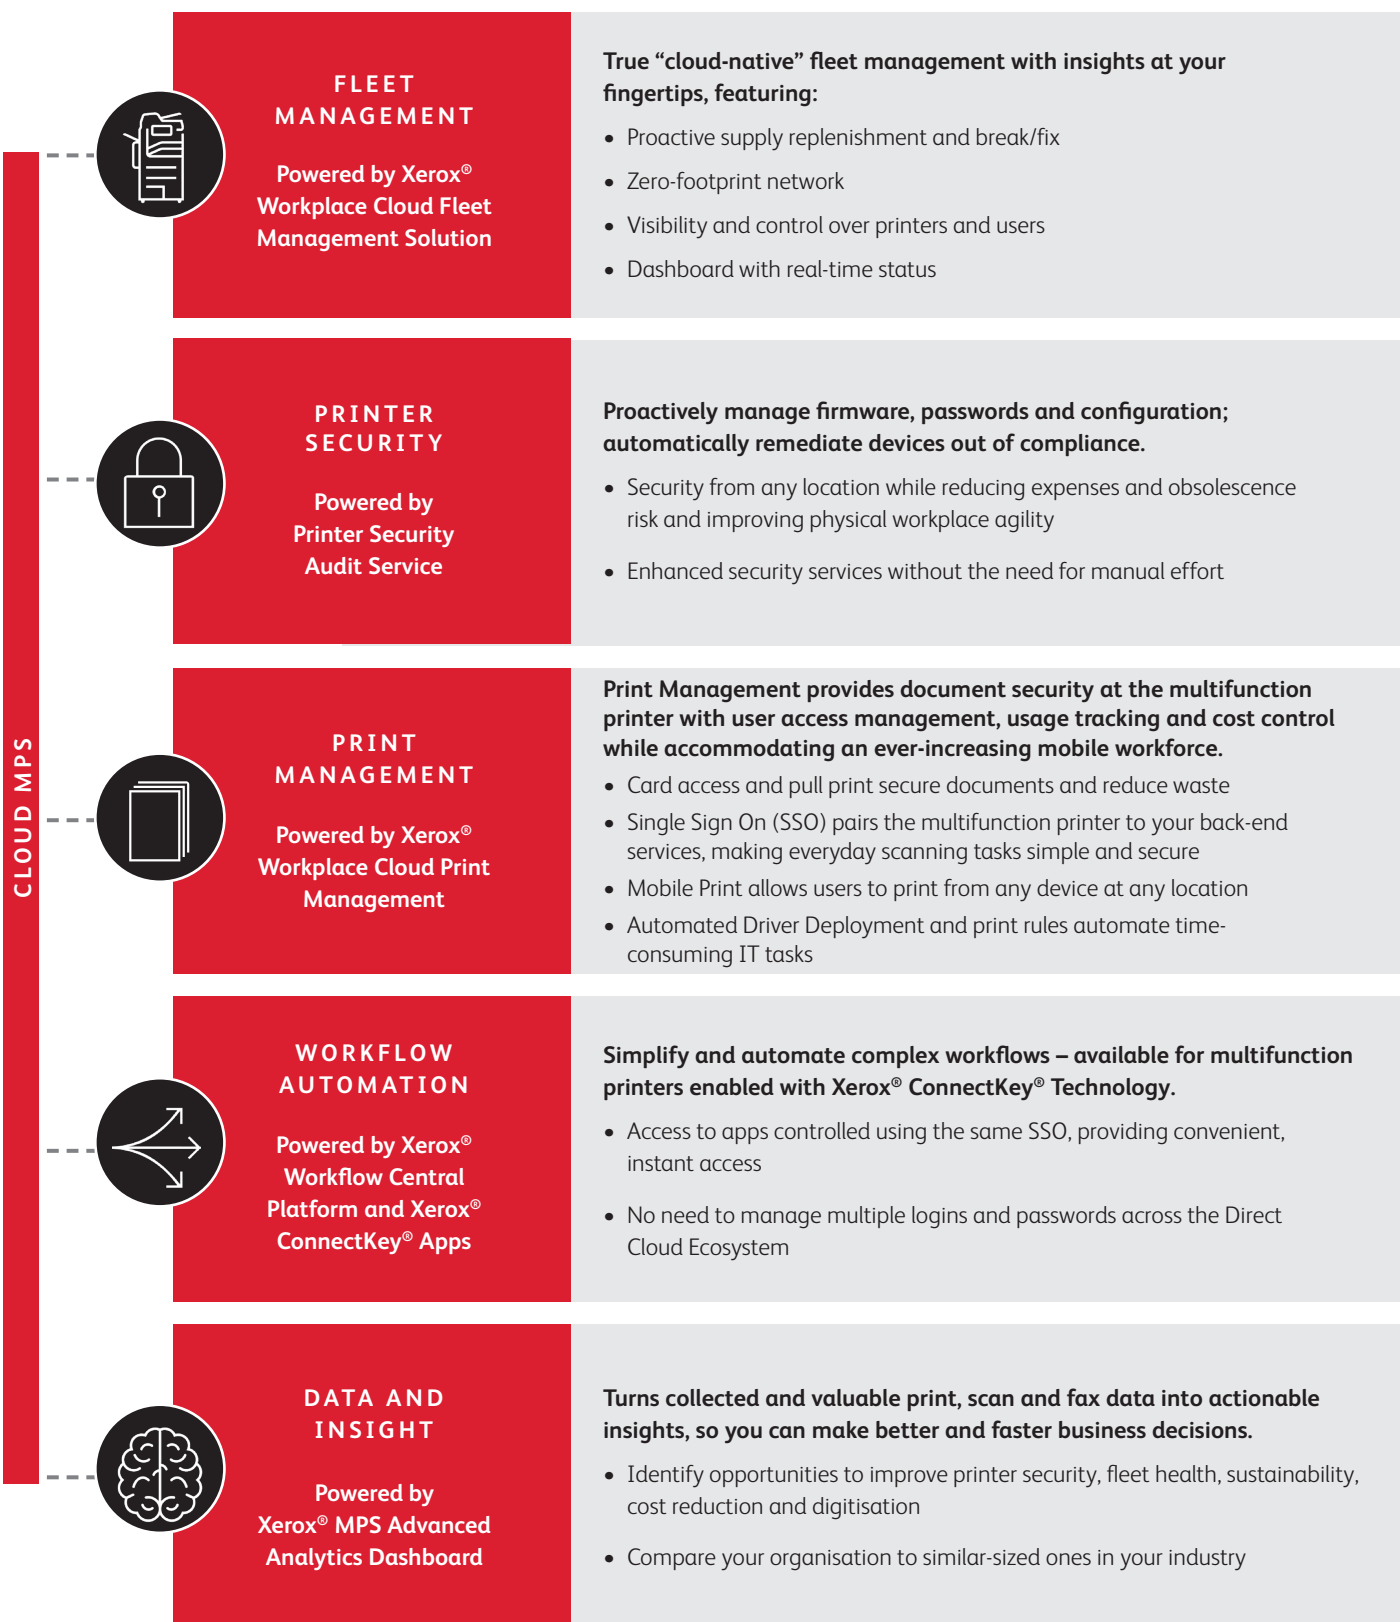 CLOUD MPS
FLEET
MANAGEMENT
Powered by Xerox®
Workplace Cloud Fleet
Management Solution
True “cloud-native” fleet management with insights at your
fingertips, featuring:
• Proactive supply replenishment and break/fix
• Zero-footprint network
• Visibility and control over printers and users
• Dashboard with real-time status
PRINTER
SECURITY
Powered by
Printer Security
Audit Service
Proactively manage firmware, passwords and configuration;
automatically remediate devices out of compliance.
• Security from any location while reducing expenses and obsolescence
risk and improving physical workplace agility
• Enhanced security services without the need for manual effort
PRINT
MANAGEMENT
Powered by Xerox®
Workplace Cloud Print
Management
Print Management provides document security at the multifunction
printer with user access management, usage tracking and cost control
while accommodating an ever-increasing mobile workforce.
• Card access and pull print secure documents and reduce waste
• Single Sign On (SSO) pairs the multifunction printer to your back-end
services, making everyday scanning tasks simple and secure
• Mobile Print allows users to print from any device at any location
• Automated Driver Deployment and print rules automate time-
consuming IT tasks
WORKFLOW
AUTOMATION
Powered by Xerox®
Workflow Central
Platform and Xerox®
ConnectKey® Apps
Simplify and automate complex workflows – available for multifunction
printers enabled with Xerox® ConnectKey® Technology.
• Access to apps controlled using the same SSO, providing convenient,
instant access
• No need to manage multiple logins and passwords across the Direct
Cloud Ecosystem
DATA AND
INSIGHT
Powered by
Xerox® MPS Advanced
Analytics Dashboard
Turns collected and valuable print, scan and fax data into actionable
insights, so you can make better and faster business decisions.
• Identify opportunities to improve printer security, fleet health, sustainability,
cost reduction and digitisation
• Compare your organisation to similar-sized ones in your industry